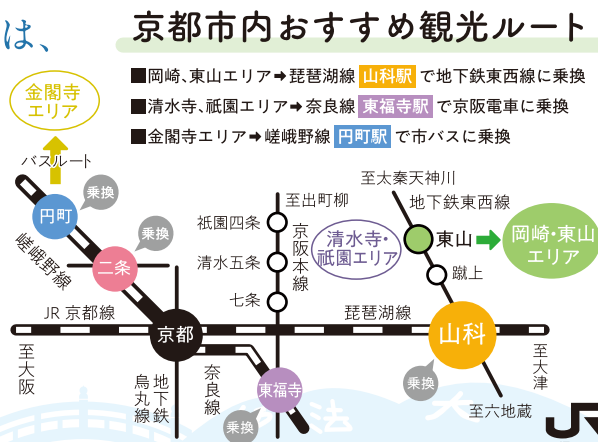 は、
京都市内おすすめ観光ルート
■岡崎、東山エリア➡琵琶湖線 山科駅 で地下鉄東西線に乗換
■清水寺、祇園エリア➡奈良線 東福寺駅 で京阪電車に乗換
■金閣寺エリア➡嵯峨野線 円町駅 で市バスに乗換
金閣寺
エリア
バスルート
乗換
円町
嵯峨野線
乗換
二条
JR 京都線
京都
至大阪
烏丸線
地下鉄
奈良線
東福寺
乗換
至出町柳
祇園四条
清水五条
七条
京阪本線
清水寺・
祇園エリア
琵琶湖線
至太秦天神川
地下鉄東西線
東山
岡崎・東山
エリア
蹴上
山科
乗換
至大津
至六地蔵
法
大
JR